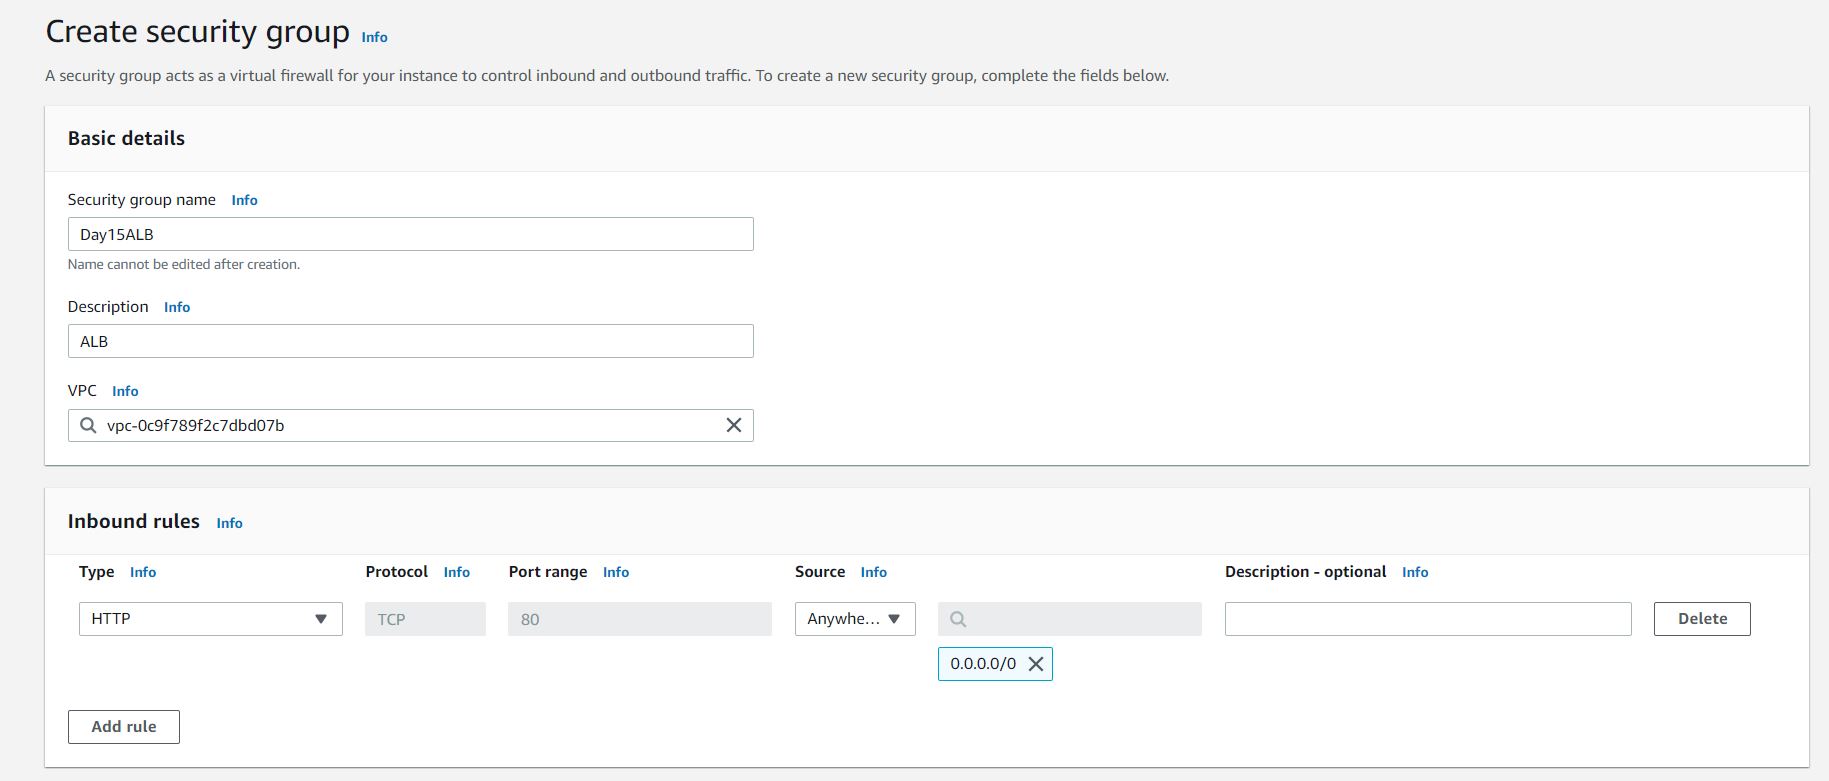 Create security group Info
A security group acts as a virtual firewall for your instance to control inbound and outbound traffic. To create a new security group, complete the fields below.
Basic details
Security group name Info
Day15ALB
Name cannot be edited after creation.
Description Info
ALB
VPC Info
vpc-0c9f789f2c7dbd07b
Inbound rules Info
Type Info Protocol Info Port range Info Source Info Description - optional Info
HTTP TCP 80 Anywhe... Delete
0.0.0.0/0
Add rule